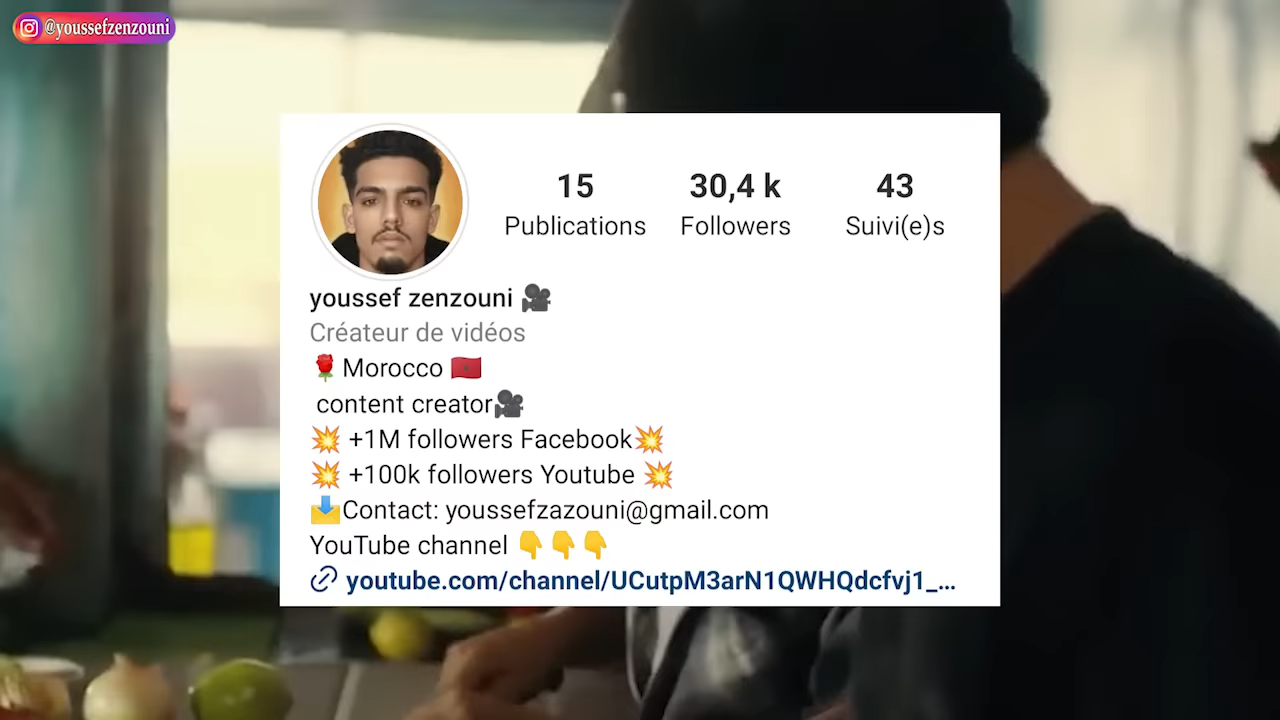 @youssefzenzouni
15
30,4 k
43
Publications
Followers
Suivi(e)s
youssef zenzouni 🎥
Créateur de vidéos
🌹Morocco 🇲🇦
content creator🎥
💥 +1M followers Facebook💥
💥 +100k followers Youtube 💥
📩Contact: youssefzazouni@gmail.com
YouTube channel 👇👇👇
youtube.com/channel/UCutpM3arN1QWHQdcfvj1_...